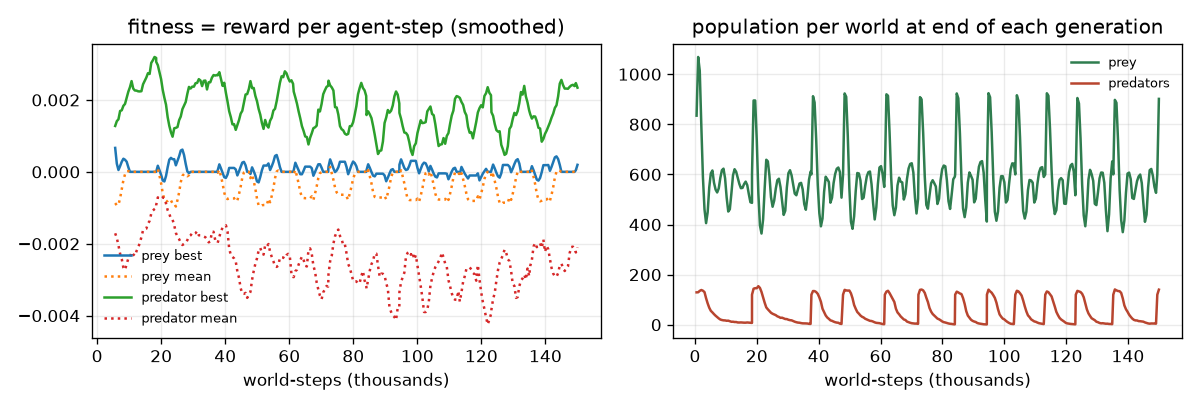 fitness = reward per agent-step (smoothed)
0.002
0.000
−0.002
−0.004
prey best
prey mean
predator best
predator mean
0 20 40 60 80 100 120 140
world-steps (thousands)
population per world at end of each generation
1000
800
600
400
200
0
prey
predators
0 20 40 60 80 100 120 140
world-steps (thousands)